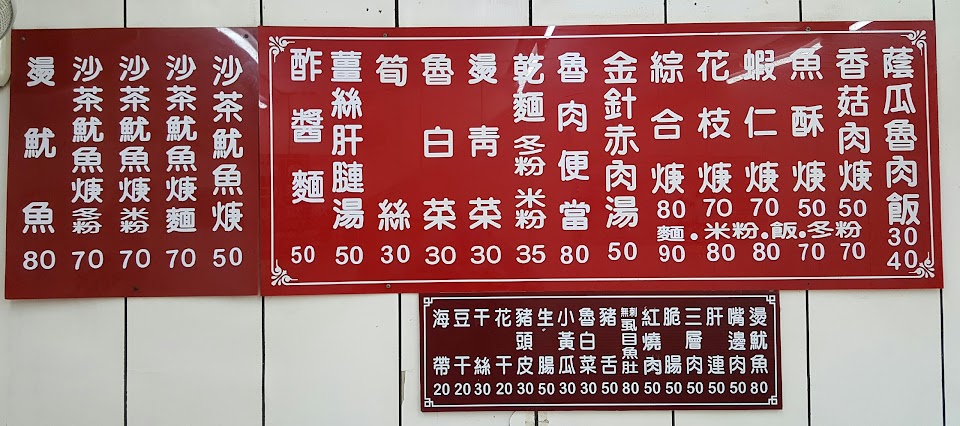 蔭瓜魯肉飯 30 40
香菇肉焿 50
魚酥焿 50
蝦仁焿 70
花枝焿 70
綜合焿 80
麵.米粉.飯.冬粉
90 80 80 70 70
金針赤肉湯 50
魯肉便當 80
乾麵冬粉米粉 35
燙青菜 30
魯白菜 30
筍絲 30
薑絲肝腱湯 50
酢醬麵 50
沙茶魷魚焿 50
沙茶魷魚焿麵 70
沙茶魷魚焿米粉 70
沙茶魷魚焿冬粉 70
燙魷魚 80
燙魷魚 80
嘴邊肉 50
肝連 50
三層肉 50
脆腸 50
紅燒肉 50
無刺虱目魚肚 80
豬舌 50
魯白菜 30
小黃瓜 30
生腸 50
豬頭皮 30
花干 20
干絲 30
豆干 20
海帶 20